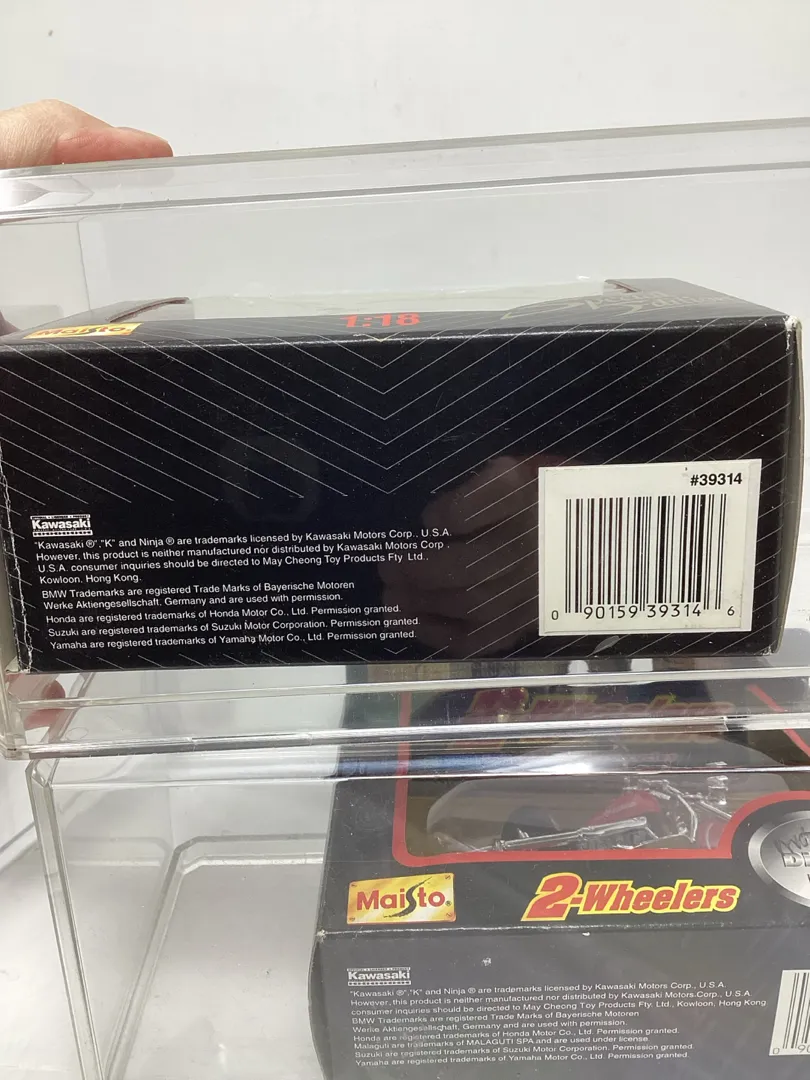 Maisto
1:18
#39314
0 90159 39314 6
Kawasaki
"Kawasaki ®","K" and Ninja ® are trademarks licensed by Kawasaki Motors Corp., U.S.A.
However, this product is neither manufactured nor distributed by Kawasaki Motors Corp .
U.S.A. consumer inquiries should be directed to May Cheong Toy Products Fty Ltd.,
Kowloon. Hong Kong.
BMW Trademarks are registered Trade Marks of Bayerische Motoren
Werke Aktiengesellschaft, Germany and are used with permission.
Honda are registered trademarks of Honda Motor Co., Ltd. Permission granted.
Suzuki are registered trademarks of Suzuki Motor Corporation. Permission granted.
Yamaha are registered trademarks of Yamaha Motor Co., Ltd. Permission granted.
2-Wheelers
Maisto
2-Wheelers
Kawasaki
"Kawasaki ®","K" and Ninja ® are trademarks licensed by Kawasaki Motors Corp., U.S.A.
However, this product is neither manufactured nor distributed by Kawasaki Motors Corp., U.S.A.
consumer inquiries should be directed to May Cheong Toy Products Fty. Ltd., Kowloon, Hong Kong
BMW Trademarks are registered Trade Marks of Bayerische Motoren
Werke Aktiengesellschaft, Germany and are used with permission.
Honda are registered trademarks of Honda Motor Co., Ltd. Permission granted.
Malaguti are trademarks of MALAGUTI SPA and are used under license.
Suzuki are registered trademarks of Suzuki Motor Corporation. Permission granted.
Yamaha are registered trademarks of Yamaha Motor Co., Ltd. Permission granted.
0 90